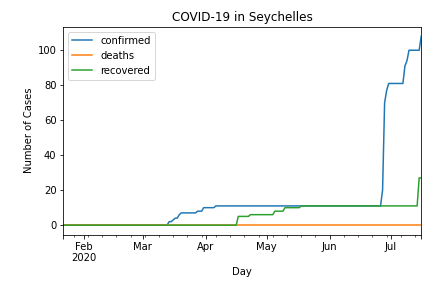 COVID-19 in Seychelles
confirmed
deaths
recovered
Number of Cases
100
80
60
40
20
0
Feb
2020
Mar
Apr
May
Jun
Jul
Day